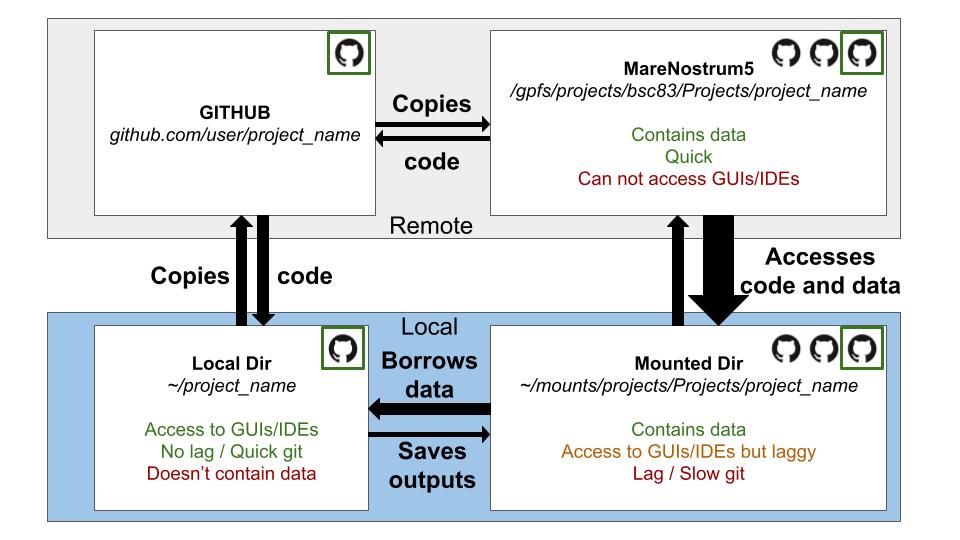 GITHUB
github.com/user/project_name
Copies
code
MareNostrum5
/gpfs/projects/bsc83/Projects/project_name
Contains data
Quick
Can not access GUIs/IDEs
Remote
Copies
code
Accesses
code and data
Local
Local Dir
~/project_name
Access to GUIs/IDEs
No lag / Quick git
Doesn't contain data
Borrows
data
Saves
outputs
Mounted Dir
~/mounts/projects/Projects/project_name
Contains data
Access to GUIs/IDEs but laggy
Lag / Slow git